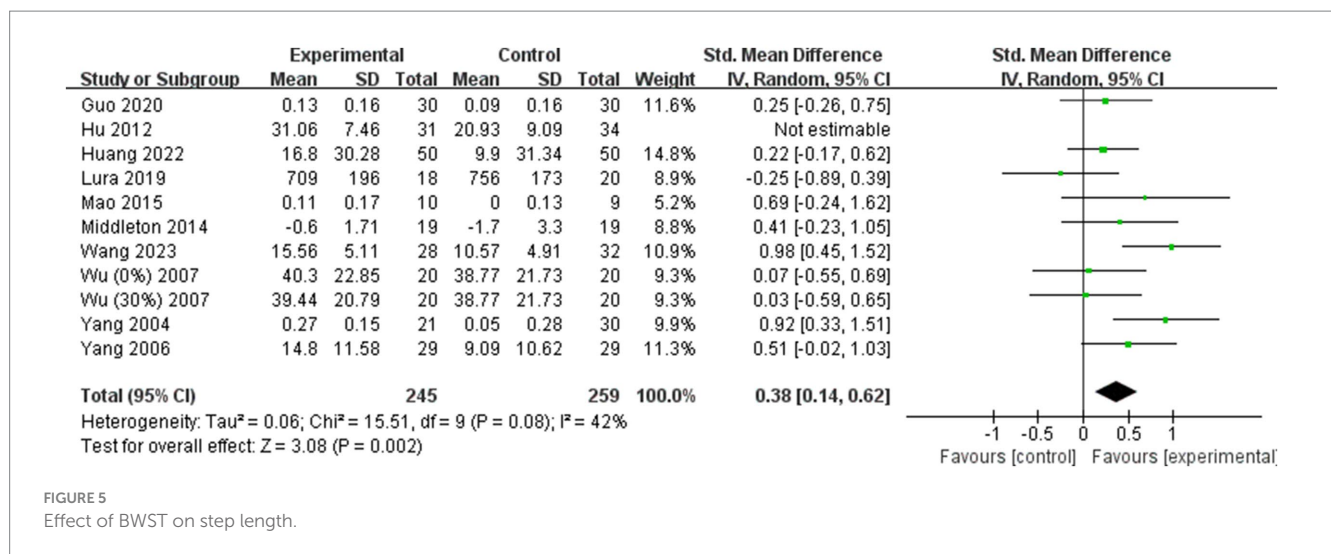 Experimental Control Std. Mean Difference Std. Mean Difference
Study or Subgroup Mean SD Total Mean SD Total Weight IV, Random, 95% CI IV, Random, 95% CI
Guo 2020 0.13 0.16 30 0.09 0.16 30 11.6% 0.25 [-0.26, 0.75]
Hu 2012 31.06 7.46 31 20.93 9.09 34 Not estimable
Huang 2022 16.8 30.28 50 9.9 31.34 50 14.8% 0.22 [-0.17, 0.62]
Lura 2019 709 196 18 756 173 20 8.9% -0.25 [-0.89, 0.39]
Mao 2015 0.11 0.17 10 0 0.13 9 5.2% 0.69 [-0.24, 1.62]
Middleton 2014 -0.6 1.71 19 -1.7 3.3 19 8.8% 0.41 [-0.23, 1.05]
Wang 2023 15.56 5.11 28 10.57 4.91 32 10.9% 0.98 [0.45, 1.52]
Wu (0%) 2007 40.3 22.85 20 38.77 21.73 20 9.3% 0.07 [-0.55, 0.69]
Wu (30%) 2007 39.44 20.79 20 38.77 21.73 20 9.3% 0.03 [-0.59, 0.65]
Yang 2004 0.27 0.15 21 0.05 0.28 30 9.9% 0.92 [0.33, 1.51]
Yang 2006 14.8 11.58 29 9.09 10.62 29 11.3% 0.51 [-0.02, 1.03]
Total (95% CI) 245 259 100.0% 0.38 [0.14, 0.62]
Heterogeneity: Tau² = 0.06; Chi² = 15.51, df = 9 (P = 0.08); I² = 42%
Test for overall effect: Z = 3.08 (P = 0.002)
-1 -0.5 0 0.5 1
Favours [control] Favours [experimental]
FIGURE 5
Effect of BWST on step length.